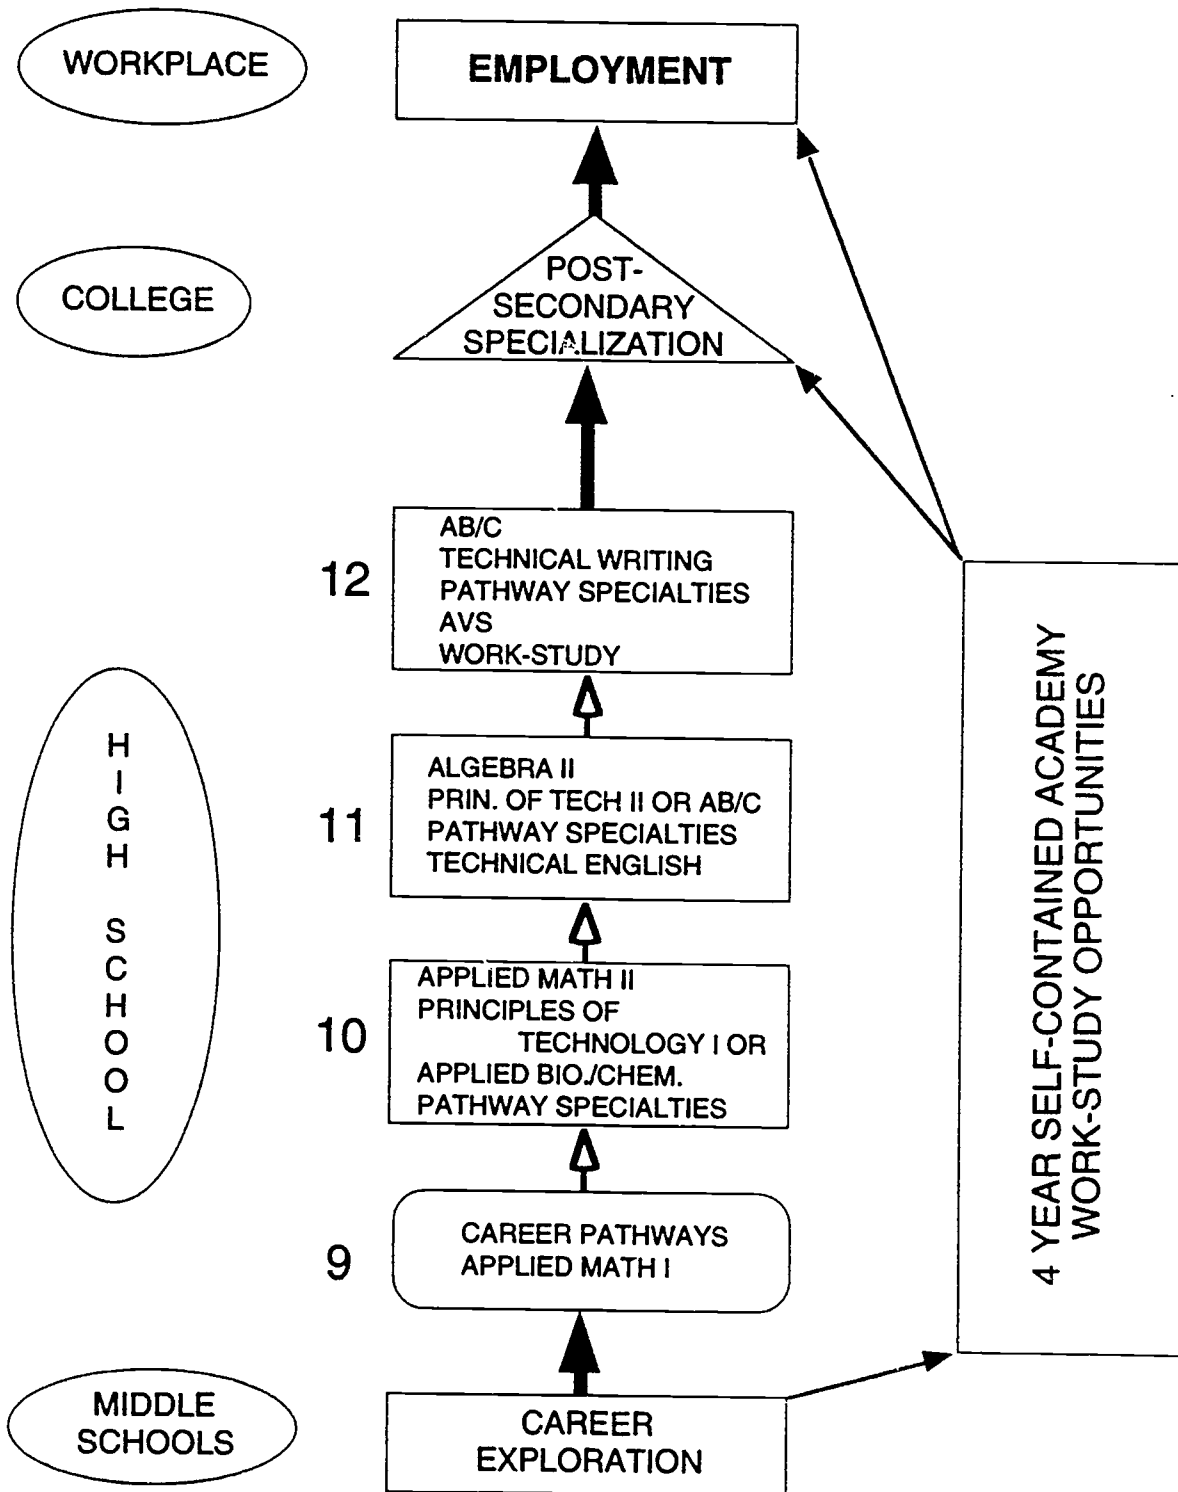 WORKPLACE
EMPLOYMENT
COLLEGE
POST-
SECONDARY
SPECIALIZATION
12
AB/C
TECHNICAL WRITING
PATHWAY SPECIALTIES
AVS
WORK-STUDY
HIGH SCHOOL
11
ALGEBRA II
PRIN. OF TECH II OR AB/C
PATHWAY SPECIALTIES
TECHNICAL ENGLISH
10
APPLIED MATH II
PRINCIPLES OF
TECHNOLOGY I OR
APPLIED BIO./CHEM.
PATHWAY SPECIALTIES
9
CAREER PATHWAYS
APPLIED MATH I
MIDDLE
SCHOOLS
CAREER
EXPLORATION
4 YEAR SELF-CONTAINED ACADEMY
WORK-STUDY OPPORTUNITIES